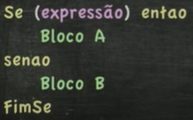 Se (expressão) entao
Bloco A
senao
Bloco B
FimSe